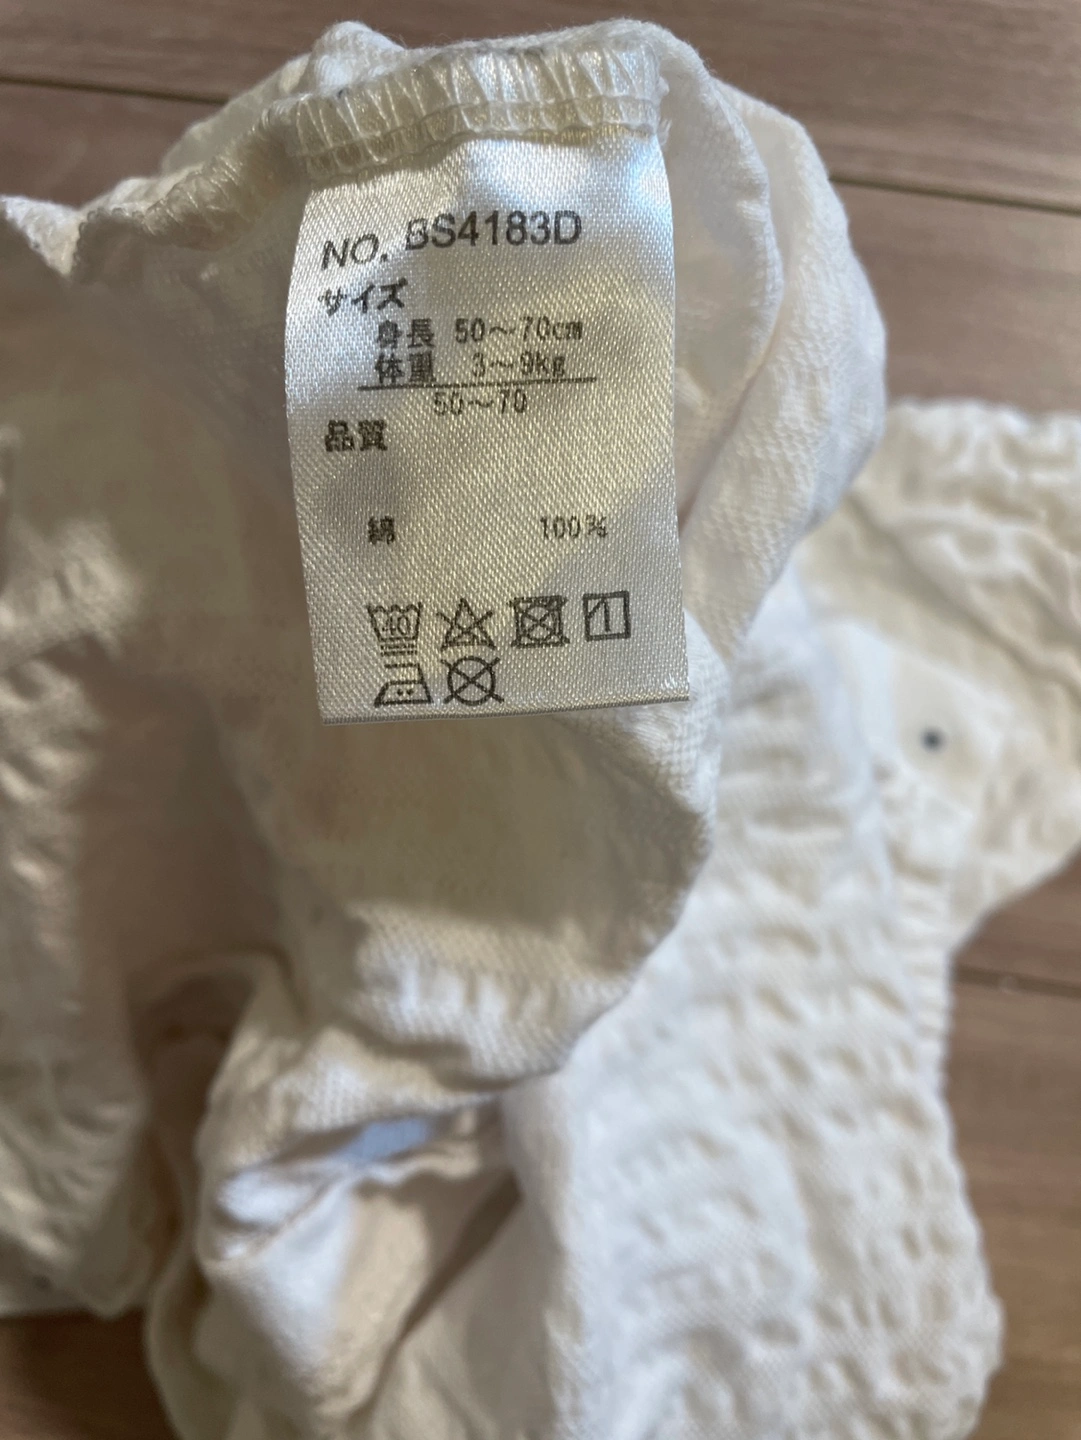 NO. BS4183D
サイズ
身長 50～70cm
体重 3～9kg
50～70
品質
綿 100%
40